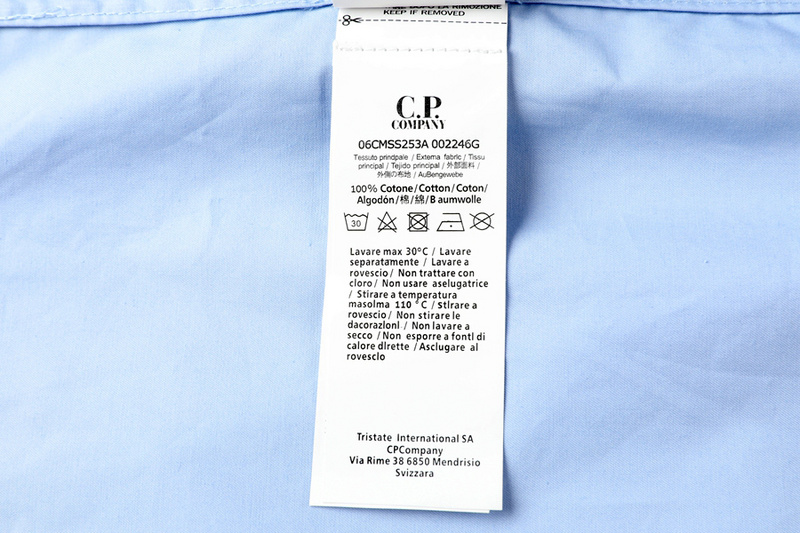 DOPO LA RIMOZIONE
KEEP IF REMOVED
C.P.
COMPANY
06CMSS253A 002246G
Tessuto prindpale / Extema fabric / Tissu
principal / Tejido principal / 外部面料 /
外側の布地 / AuBengewebe
100% Cotone/Cotton/Coton/
Algodón/棉/綿/B aumwolle
30
Lavare max 30°C / Lavare
separatamente / Lavare a
rovescio/ Non trattare con
cloro/ Non usare aselugatrice
/ Stirare a temperatura
masolma 110 °C / Stlrare a
rovescio/ Non stirare le
dacorazlonl / Non lavare a
secco / Non esporre a fontl di
calore dlrette /Asclugare al
rovesclo
Tristate International SA
CPCompany
Via Rime 38 6850 Mendrisio
Svizzara